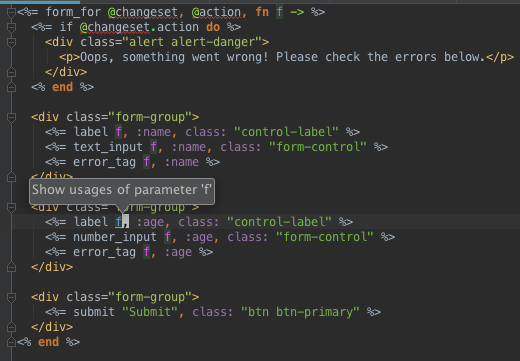 <%= form_for @changeset, @action, fn f -> %>
<%= if @changeset.action do %>
<div class="alert alert-danger">
<p>Oops, something went wrong! Please check the errors below.</p>
</div>
<% end %>
<div class="form-group">
<%= label f, :name, class: "control-label" %>
<%= text_input f, :name, class: "form-control" %>
<%= error_tag f, :name %>
</div>
Show usages of parameter 'f'
<div class="form-group">
<%= label f, :age, class: "control-label" %>
<%= number_input f, :age, class: "form-control" %>
<%= error_tag f, :age %>
</div>
<div class="form-group">
<%= submit "Submit", class: "btn btn-primary" %>
</div>
<% end %>